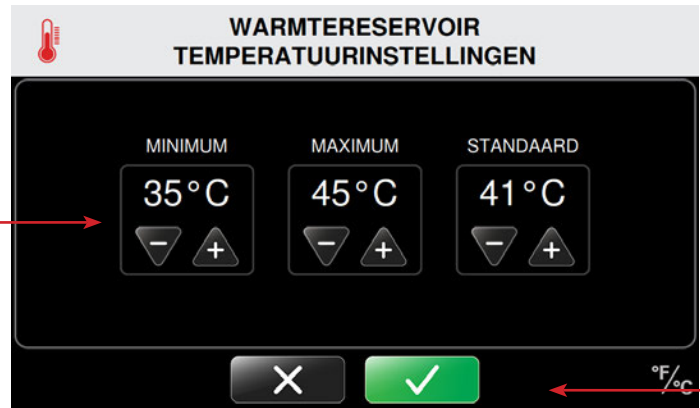 WARMTERESERVOIR
TEMPERATUURINSTELLINGEN
MINIMUM MAXIMUM STANDAARD
35°C 45°C 41°C
− + − + − +
°F/°C